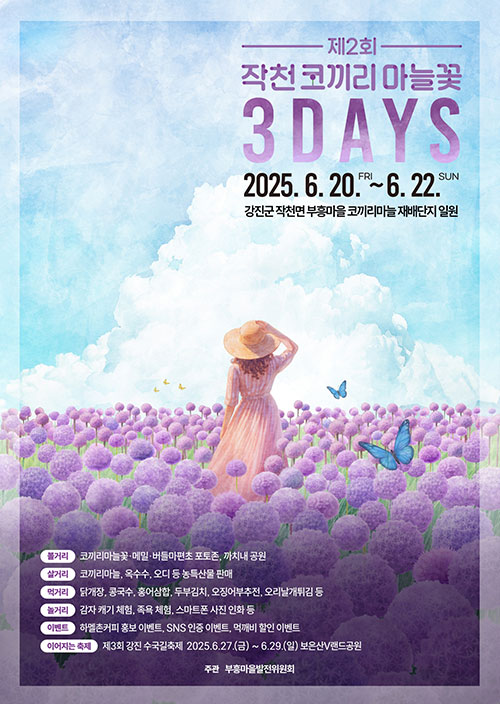 제2회
작천 코끼리 마늘꽃
3DAYS
2025. 6. 20. FRI ~ 6. 22. SUN
강진군 작천면 부흥마을 코끼리마늘 재배단지 일원
볼거리 코끼리마늘꽃·메밀·버들마편초 포토존, 까치내 공원
살거리 코끼리마늘, 옥수수, 오디 등 농특산물 판매
먹거리 닭개장, 콩국수, 홍어삼합, 두부김치, 오징어부추전, 오리날개튀김 등
놀거리 감자 캐기 체험, 족욕 체험, 스마트폰 사진 인화 등
이벤트 하멜촌커피 홍보 이벤트, SNS 인증 이벤트, 먹깨비 할인 이벤트
이어지는 축제 제3회 강진 수국길축제 2025.6.27.(금) ~ 6.29.(일) 보은산V랜드공원
주관 부흥마을발전위원회